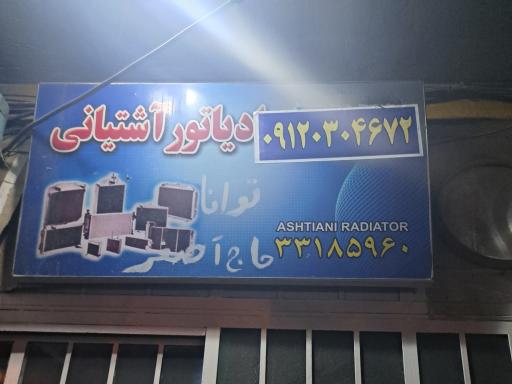 رادیاتور آشتیانی
۰۹۱۲۰۳۰۴۶۷۲
توانا
حاج اصغر
ASHTIANI RADIATOR
۳۳۱۸۵۹۶۰